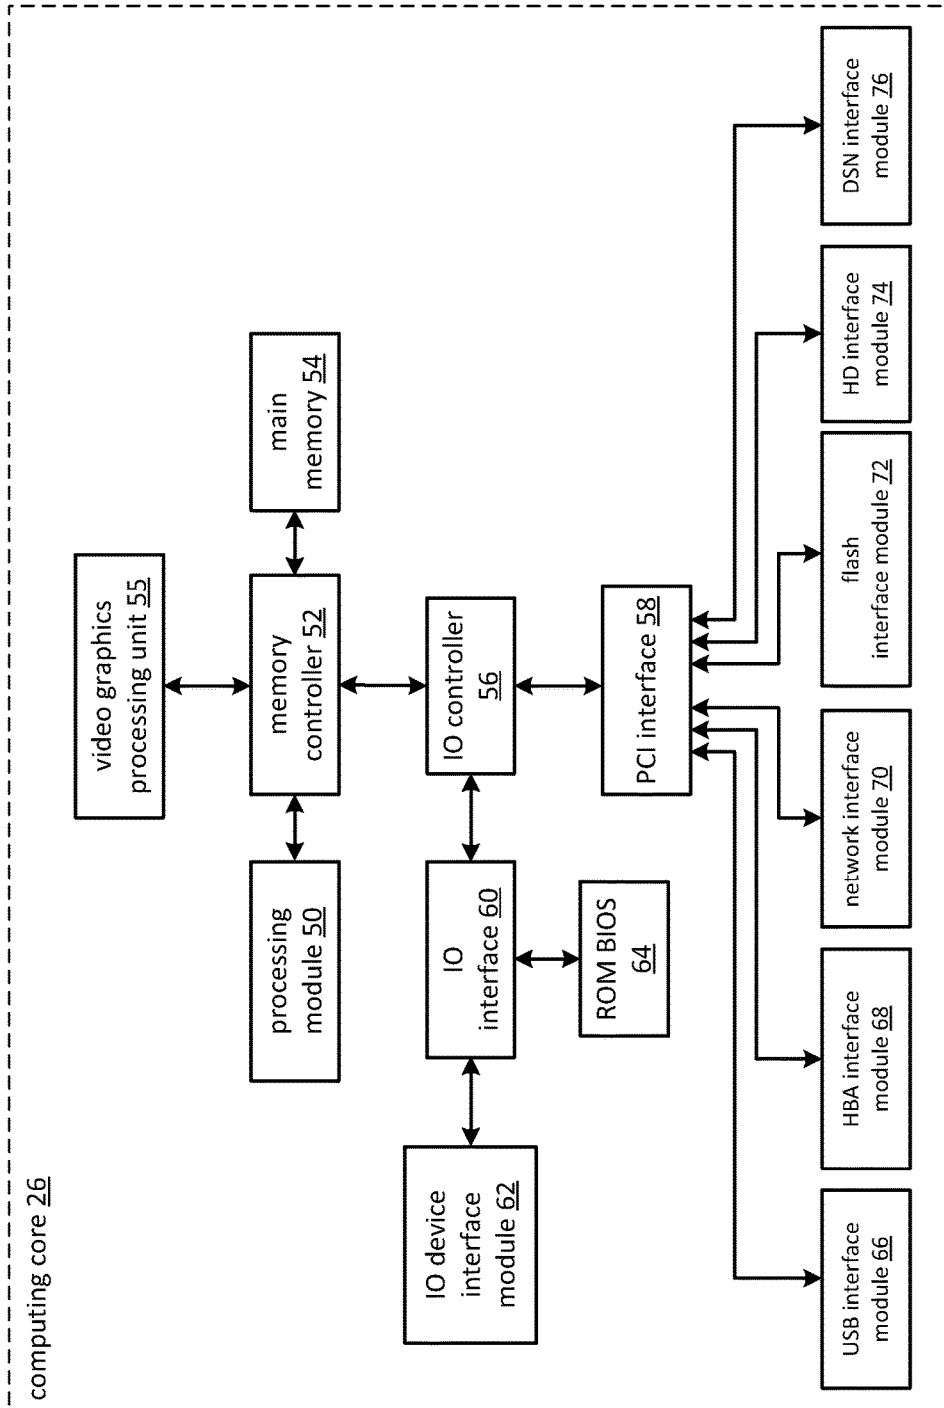 computing core 26
video graphics
processing unit 55
processing
module 50
memory
controller 52
main
memory 54
IO device
interface
module 62
IO
interface 60
IO controller
56
ROM BIOS
64
PCI interface 58
USB interface
module 66
HBA interface
module 68
network interface
module 70
flash
interface module 72
HD interface
module 74
DSN interface
module 76